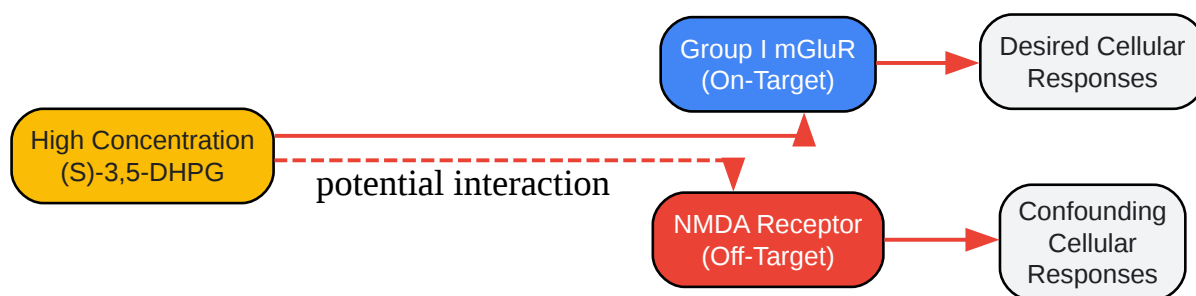 High Concentration
(S)-3,5-DHPG
potential interaction
Group I mGluR
(On-Target)
Desired Cellular
Responses
NMDA Receptor
(Off-Target)
Confounding
Cellular
Responses